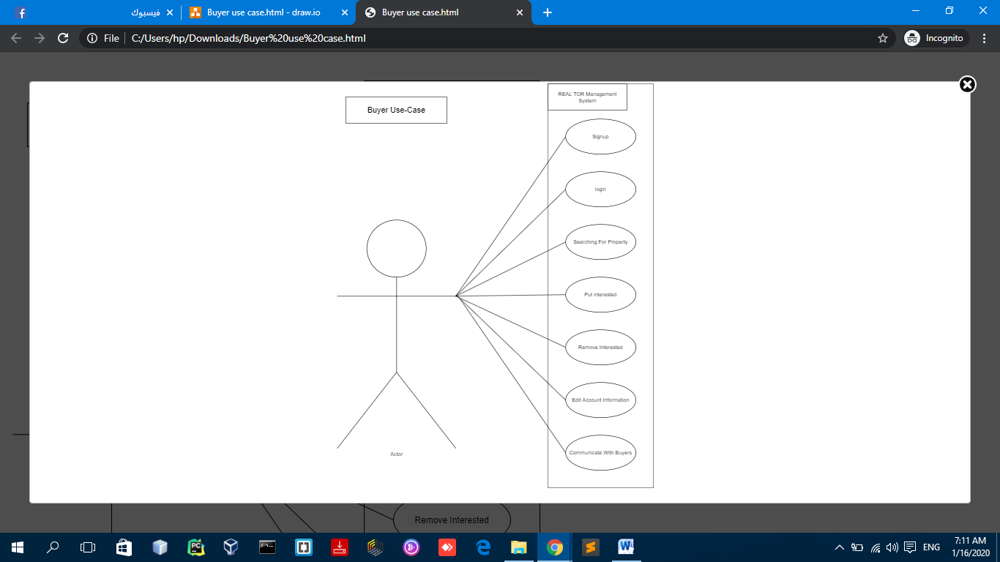 فيسبوك
Buyer use case.html - draw.io
Buyer use case.html
File
C:/Users/hp/Downloads/Buyer%20use%20case.html
Incognito
Buyer Use-Case
REAL TOR Management
System
Signup
login
Searching For Property
Put interested
Remove Interested
Edit Account Information
Communicate With Buyers
Actor
Remove Interested
ENG
7:11 AM
1/16/2020